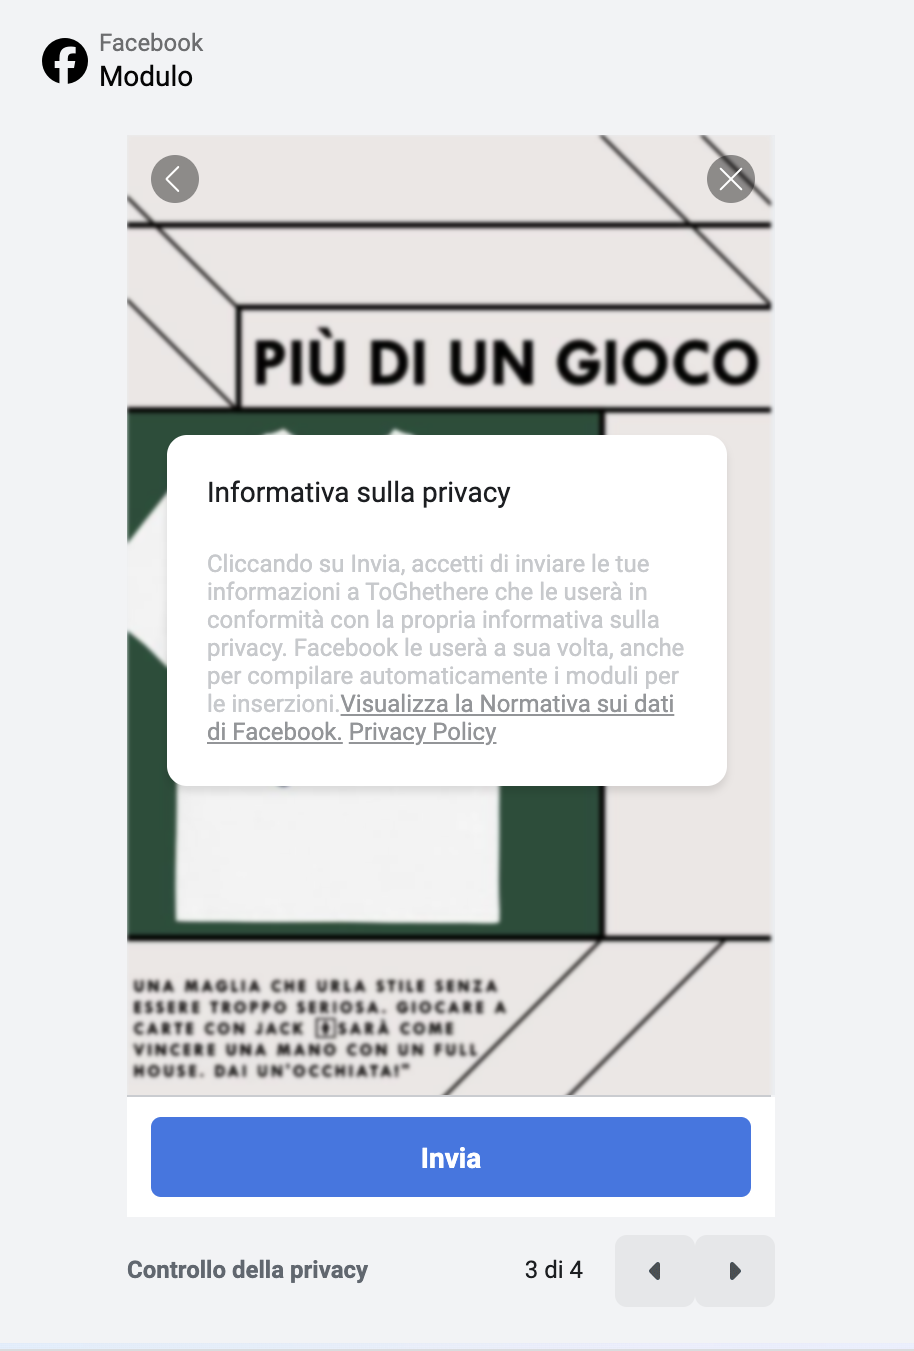 Facebook
Modulo
PIÙ DI UN GIOCO
Informativa sulla privacy
Cliccando su Invia, accetti di inviare le tue
informazioni a ToGhethere che le userà in
conformità con la propria informativa sulla
privacy. Facebook le userà a sua volta, anche
per compilare automaticamente i moduli per
le inserzioni.Visualizza la Normativa sui dati
di Facebook. Privacy Policy
UNA MAGLIA CHE URLA STILE SENZA
ESSERE TROPPO SERIOSA. GIOCARE A
CARTE CON JACK SARÀ COME
VINCERE UNA MANO CON UN FULL
HOUSE. DAI UN'OCCHIATA!"
Invia
Controllo della privacy
3 di 4